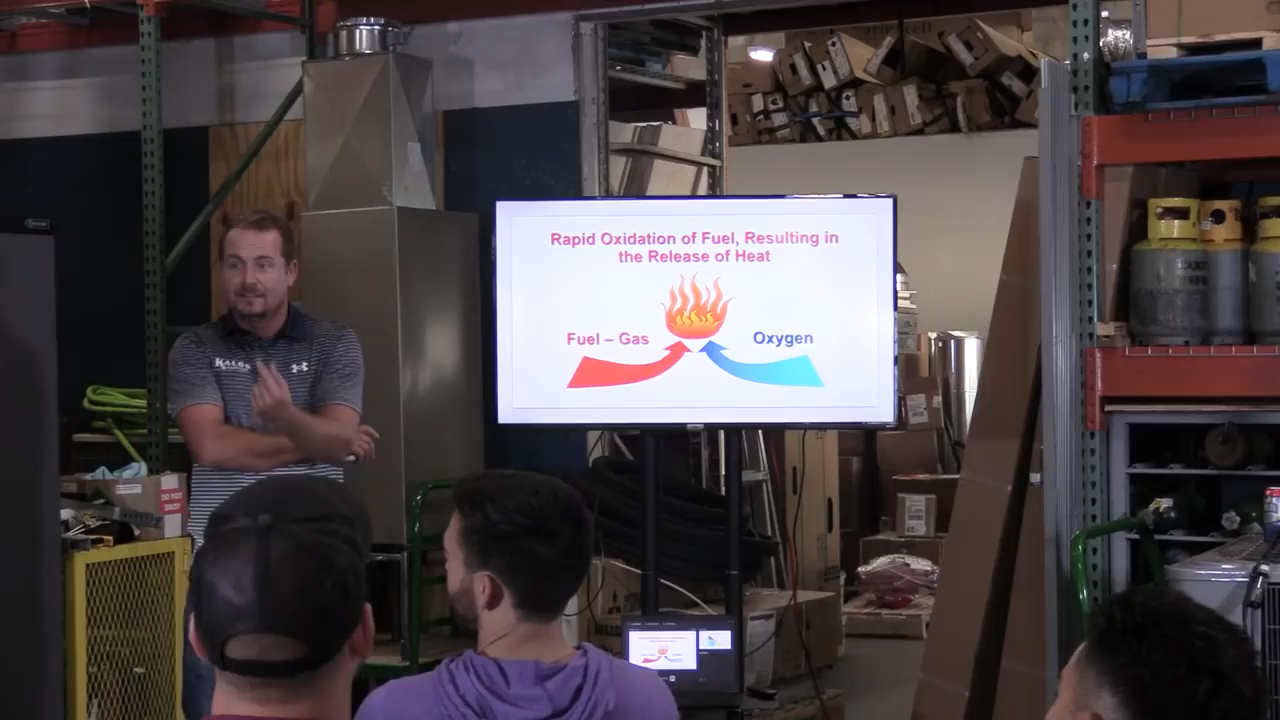 Rapid Oxidation of Fuel, Resulting in
the Release of Heat
Fuel – Gas
Oxygen
KALOS
DO NOT